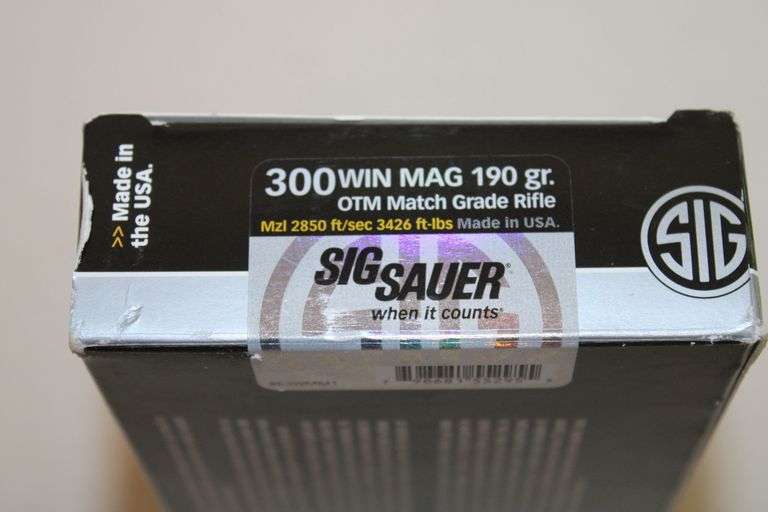 >> Made in
the USA.
300 WIN MAG 190 gr.
OTM Match Grade Rifle
Mzl 2850 ft/sec 3426 ft-lbs Made in USA.
SIG SAUER®
when it counts®
SIG
SIG